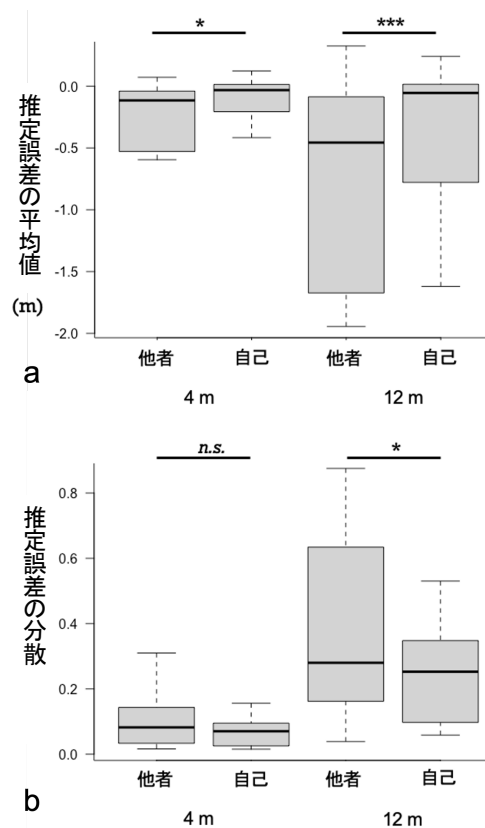 * ***
推定誤差の平均値
(m)
0.0
-0.5
-1.0
-1.5
-2.0
他者 自己 他者 自己
a
4 m 12 m
n.s. *
推定誤差の分散
0.8
0.6
0.4
0.2
0.0
他者 自己 他者 自己
b
4 m 12 m